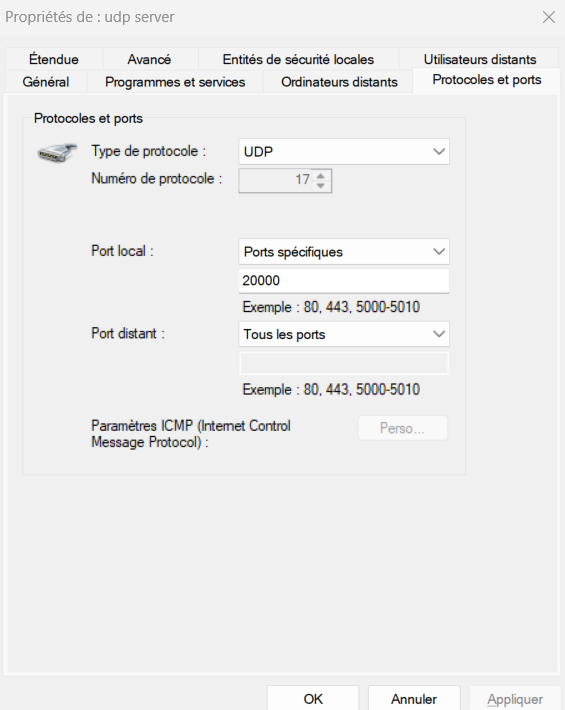 Propriétés de : udp server
Étendue Avancé Entités de sécurité locales Utilisateurs distants
Général Programmes et services Ordinateurs distants Protocoles et ports
Protocoles et ports
Type de protocole : UDP
Numéro de protocole : 17
Port local : Ports spécifiques
20000
Exemple : 80, 443, 5000-5010
Port distant : Tous les ports
Exemple : 80, 443, 5000-5010
Paramètres ICMP (Internet Control Perso...
Message Protocol) :
OK Annuler Appliquer